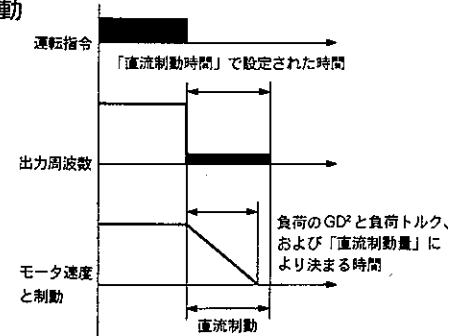 動
運転指令
「直流制動時間」で設定された時間
出力周波数
負荷のGD²と負荷トルク、
および「直流制動量」に
より決まる時間
モータ速度
と制動
直流制動